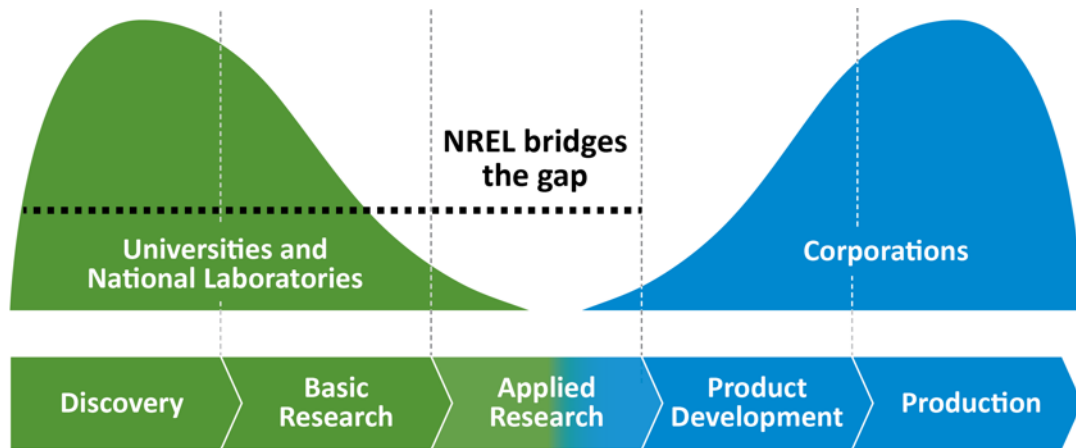 NREL bridges
the gap
Universities and
National Laboratories
Corporations
Discovery
Basic
Research
Applied
Research
Product
Development
Production